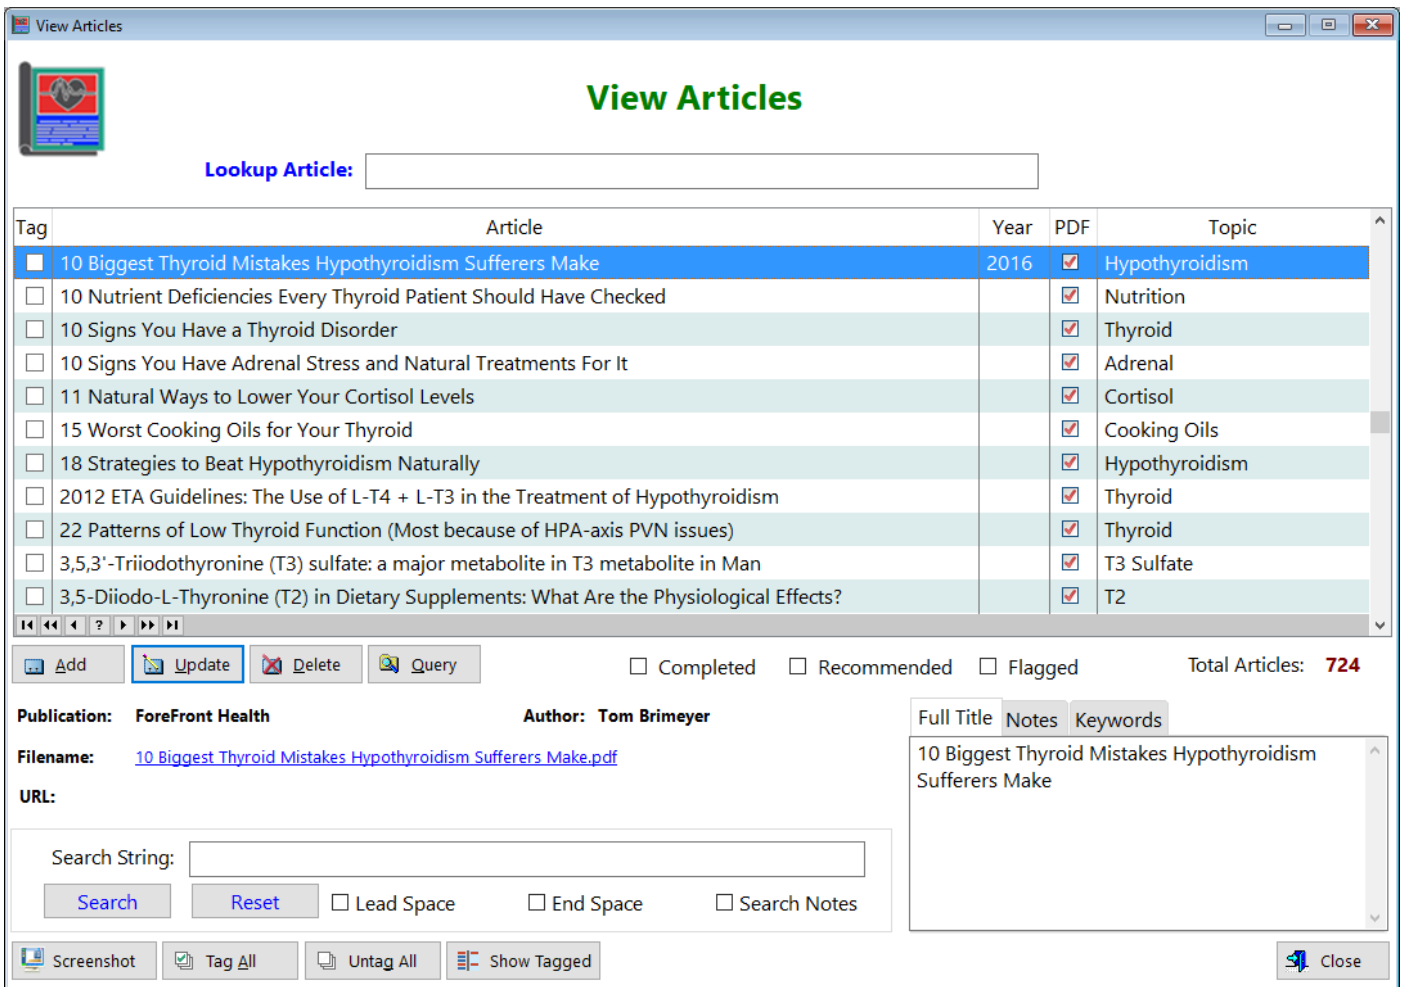 View Articles
View Articles
Lookup Article:
Tag Article Year PDF Topic
10 Biggest Thyroid Mistakes Hypothyroidism Sufferers Make 2016 Hypothyroidism
10 Nutrient Deficiencies Every Thyroid Patient Should Have Checked Nutrition
10 Signs You Have a Thyroid Disorder Thyroid
10 Signs You Have Adrenal Stress and Natural Treatments For It Adrenal
11 Natural Ways to Lower Your Cortisol Levels Cortisol
15 Worst Cooking Oils for Your Thyroid Cooking Oils
18 Strategies to Beat Hypothyroidism Naturally Hypothyroidism
2012 ETA Guidelines: The Use of L-T4 + L-T3 in the Treatment of Hypothyroidism Thyroid
22 Patterns of Low Thyroid Function (Most because of HPA-axis PVN issues) Thyroid
3,5,3'-Triiodothyronine (T3) sulfate: a major metabolite in T3 metabolite in Man T3 Sulfate
3,5-Diiodo-L-Thyronine (T2) in Dietary Supplements: What Are the Physiological Effects? T2
?
Add Update Delete Query Completed Recommended Flagged Total Articles: 724
Publication: ForeFront Health Author: Tom Brimeyer
Filename: 10 Biggest Thyroid Mistakes Hypothyroidism Sufferers Make.pdf
URL:
Full Title Notes Keywords
10 Biggest Thyroid Mistakes Hypothyroidism
Sufferers Make
Search String:
Search Reset Lead Space End Space Search Notes
Screenshot Tag All Untag All Show Tagged Close